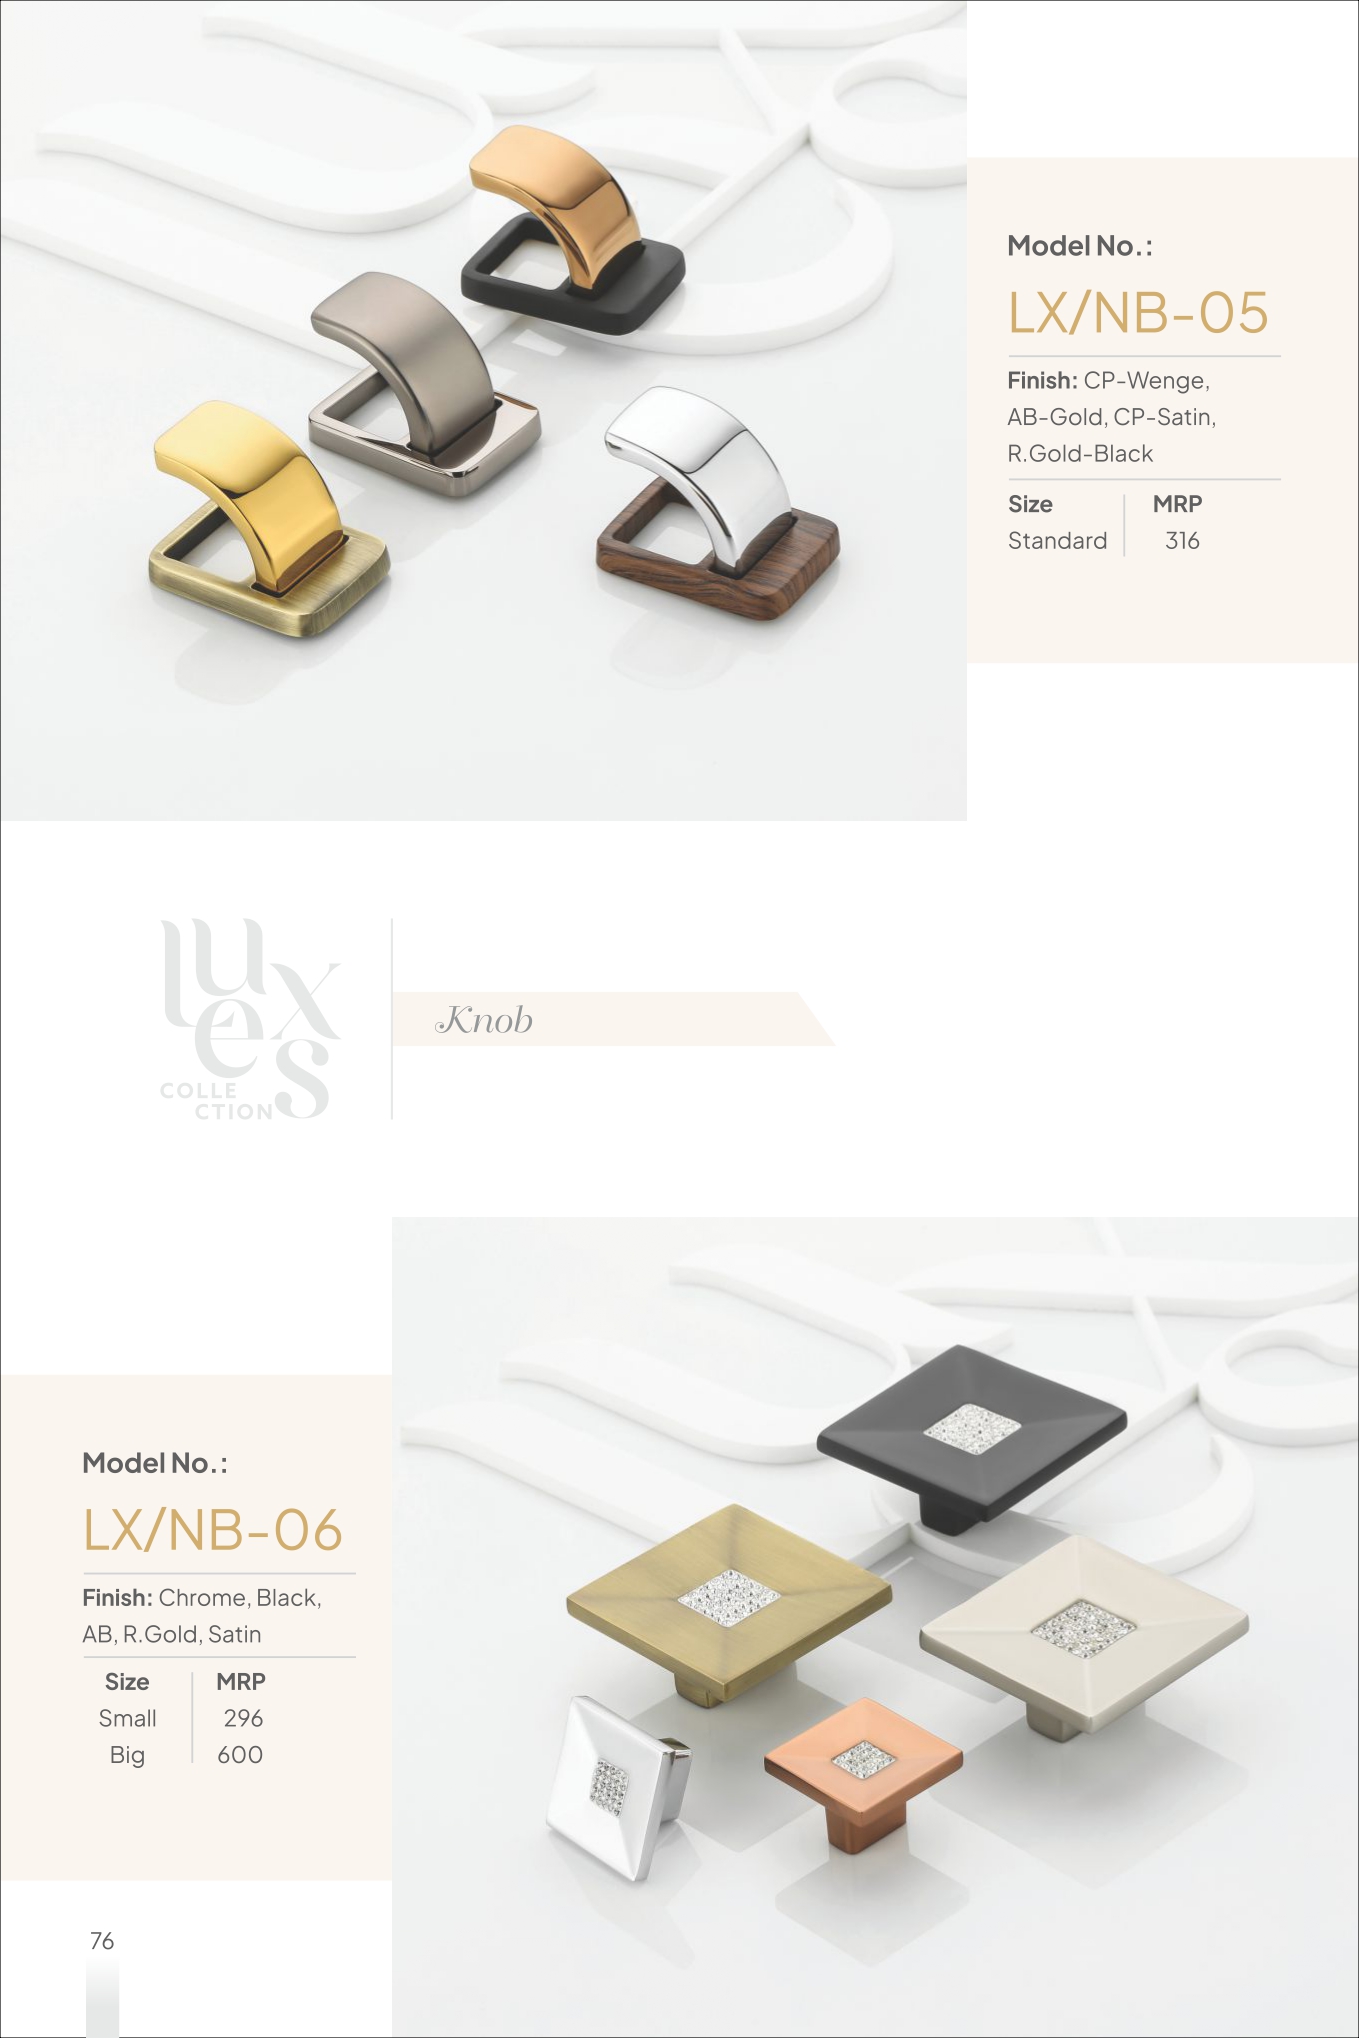 Model No.:
LX/NB-05
Finish: CP-Wenge,
AB-Gold, CP-Satin,
R.Gold-Black
Size MRP
Standard 316
luxes
COLLE
CTION
Knob
Model No.:
LX/NB-06
Finish: Chrome, Black,
AB, R.Gold, Satin
Size MRP
Small 296
Big 600
76